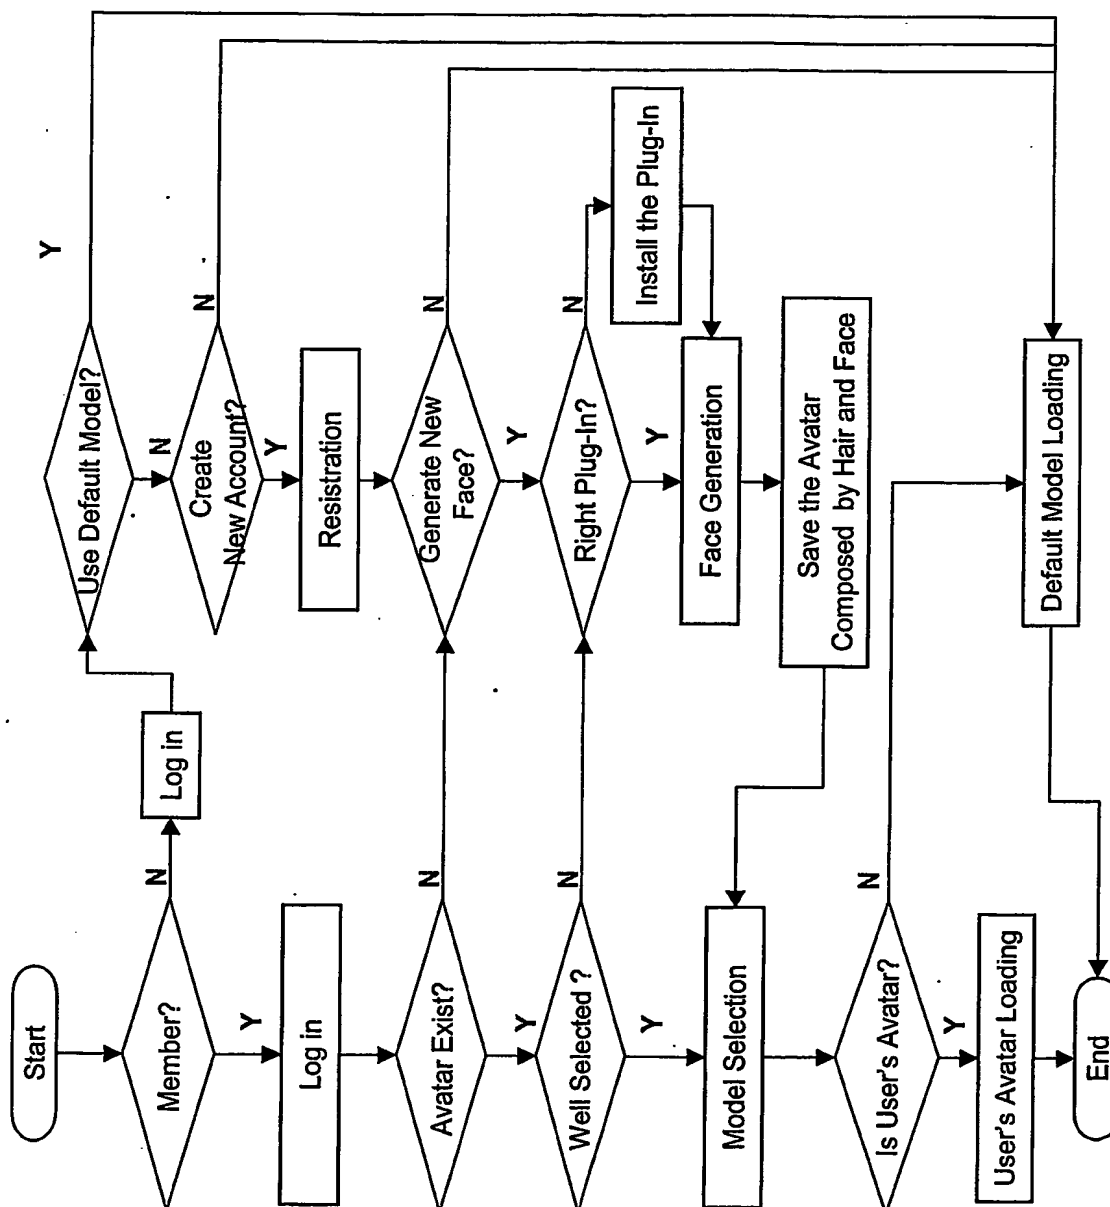 Start
Member?
N
Y
Log in
Log in
Use Default Model?
Y
N
Create
New Account?
N
Y
Resistration
Avatar Exist?
N
Y
Generate New
Face?
N
Y
Well Selected ?
N
Y
Right Plug-In?
N
Y
Install the Plug-In
Face Generation
Save the Avatar
Composed by Hair and Face
Model Selection
Is User's Avatar?
N
Y
User's Avatar Loading
Default Model Loading
End